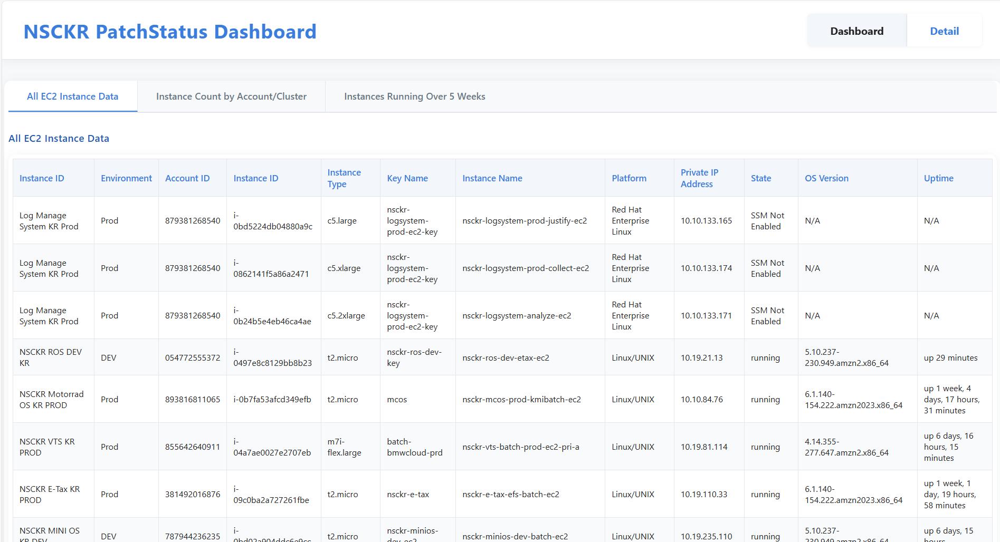 NSCKR PatchStatus Dashboard
Dashboard
Detail
All EC2 Instance Data
Instance Count by Account/Cluster
Instances Running Over 5 Weeks
All EC2 Instance Data
Instance ID
Environment
Account ID
Instance ID
Instance
Type
Key Name
Instance Name
Platform
Private IP
Address
State
OS Version
Uptime
Log Manage
System KR Prod
Prod
879381268540
i-
0bd5224db04880a9c
c5.large
nsckr-
logsystem-
prod-ec2-key
nsckr-logsystem-prod-justify-ec2
Red Hat
Enterprise
Linux
10.10.133.165
SSM Not
Enabled
N/A
N/A
Log Manage
System KR Prod
Prod
879381268540
i-
0862141f5a86a2471
c5.xlarge
nsckr-
logsystem-
prod-ec2-key
nsckr-logsystem-prod-collect-ec2
Red Hat
Enterprise
Linux
10.10.133.174
SSM Not
Enabled
N/A
N/A
Log Manage
System KR Prod
Prod
879381268540
i-
0b24b5e4eb46ca4ae
c5.2xlarge
nsckr-
logsystem-
prod-ec2-key
nsckr-logsystem-analyze-ec2
Red Hat
Enterprise
Linux
10.10.133.171
SSM Not
Enabled
N/A
N/A
NSCKR ROS DEV
KR
DEV
054772555372
i-
0497e8c8129bb8b23
t2.micro
nsckr-ros-dev-
key
nsckr-ros-dev-etax-ec2
Linux/UNIX
10.19.21.13
running
5.10.237-
230.949.amzn2.x86_64
up 29 minutes
NSCKR Motorrad
OS KR PROD
Prod
893816811065
i-0b7fa53afcd349efb
t2.micro
mcos
nsckr-mcos-prod-kmibatch-ec2
Linux/UNIX
10.10.84.76
running
6.1.140-
154.222.amzn2023.x86_64
up 1 week, 4
days, 17 hours,
31 minutes
NSCKR VTS KR
PROD
Prod
855642640911
i-
04a7ae0027e2707eb
m7i-
flex.large
batch-
bmwcloud-prd
nsckr-vts-batch-prod-ec2-pri-a
Linux/UNIX
10.19.81.114
running
4.14.355-
277.647.amzn2.x86_64
up 6 days, 16
hours, 15
minutes
NSCKR E-Tax KR
PROD
Prod
381492016876
i-
09c0ba2a727261fbe
t2.micro
nsckr-e-tax
nsckr-e-tax-efs-batch-ec2
Linux/UNIX
10.19.110.33
running
6.1.140-
154.222.amzn2023.x86_64
up 1 week, 1
day, 19 hours,
58 minutes
NSCKR MINI OS
KR DEV
DEV
787944236235
i-
t2.micro
nsckr-minios-
dev-ec2
nsckr-minios-dev-batch-ec2
Linux/UNIX
10.19.235.110
running
5.10.237-
230.949.amzn2.x86_64
up 6 days, 15
hours,